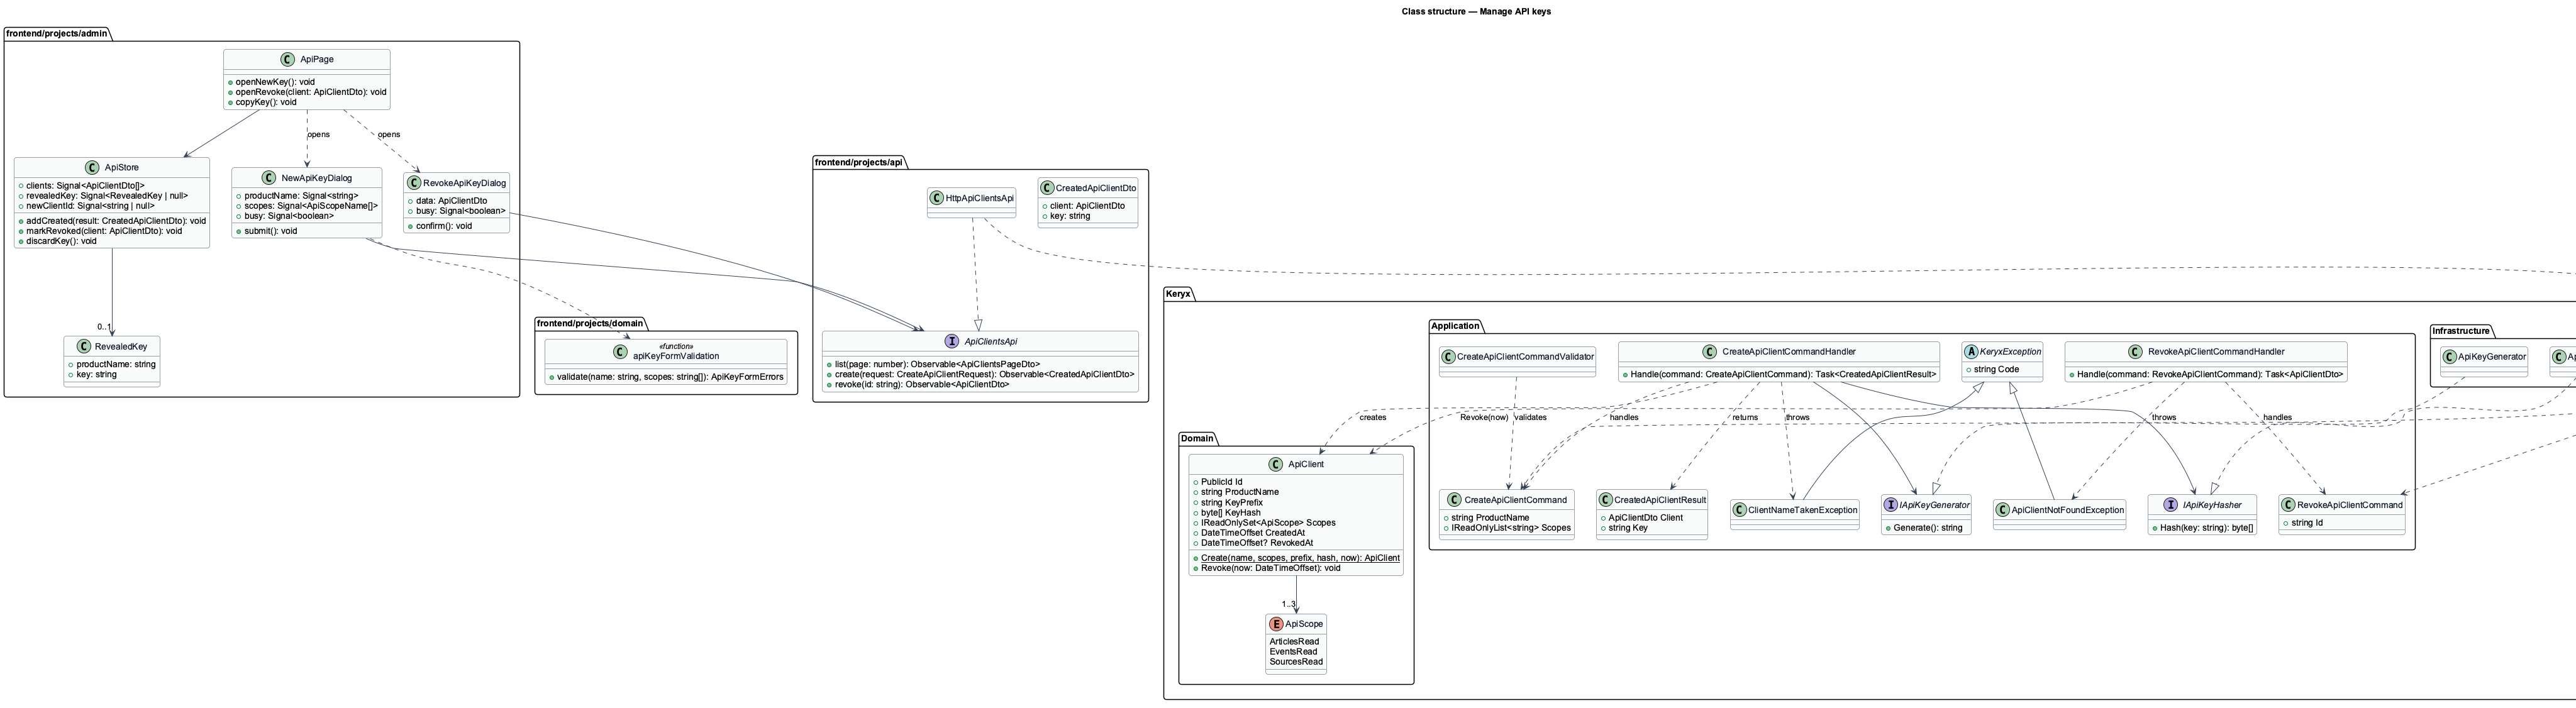 Class structure — Manage API keys
frontend/projects/admin
ApiPage
openNewKey(): void
openRevoke(client: ApiClientDto): void
copyKey(): void
opens
opens
ApiStore
clients: Signal<ApiClientDto[]>
revealedKey: Signal<RevealedKey | null>
newClientId: Signal<string | null>
addCreated(result: CreatedApiClientDto): void
markRevoked(client: ApiClientDto): void
discardKey(): void
NewApiKeyDialog
productName: Signal<string>
scopes: Signal<ApiScopeName[]>
busy: Signal<boolean>
submit(): void
RevokeApiKeyDialog
data: ApiClientDto
busy: Signal<boolean>
confirm(): void
0..1
RevealedKey
productName: string
key: string
frontend/projects/domain
«function»
apiKeyFormValidation
validate(name: string, scopes: string[]): ApiKeyFormErrors
frontend/projects/api
HttpApiClientsApi
CreatedApiClientDto
client: ApiClientDto
key: string
ApiClientsApi
list(page: number): Observable<ApiClientsPageDto>
create(request: CreateApiClientRequest): Observable<CreatedApiClientDto>
revoke(id: string): Observable<ApiClientDto>
Keryx
Application
CreateApiClientCommandValidator
CreateApiClientCommandHandler
Handle(command: CreateApiClientCommand): Task<CreatedApiClientResult>
KeryxException
string Code
RevokeApiClientCommandHandler
Handle(command: RevokeApiClientCommand): Task<ApiClientDto>
creates
Revoke(now)
validates
handles
returns
throws
throws
handles
CreateApiClientCommand
string ProductName
IReadOnlyList<string> Scopes
CreatedApiClientResult
ApiClientDto Client
string Key
ClientNameTakenException
IApiKeyGenerator
Generate(): string
ApiClientNotFoundException
IApiKeyHasher
Hash(key: string): byte[]
RevokeApiClientCommand
string Id
Domain
ApiClient
PublicId Id
string ProductName
string KeyPrefix
byte[] KeyHash
IReadOnlySet<ApiScope> Scopes
DateTimeOffset CreatedAt
DateTimeOffset? RevokedAt
Create(name, scopes, prefix, hash, now): ApiClient
Revoke(now: DateTimeOffset): void
1..3
ApiScope
ArticlesRead
EventsRead
SourcesRead
Infrastructure
ApiKeyGenerator